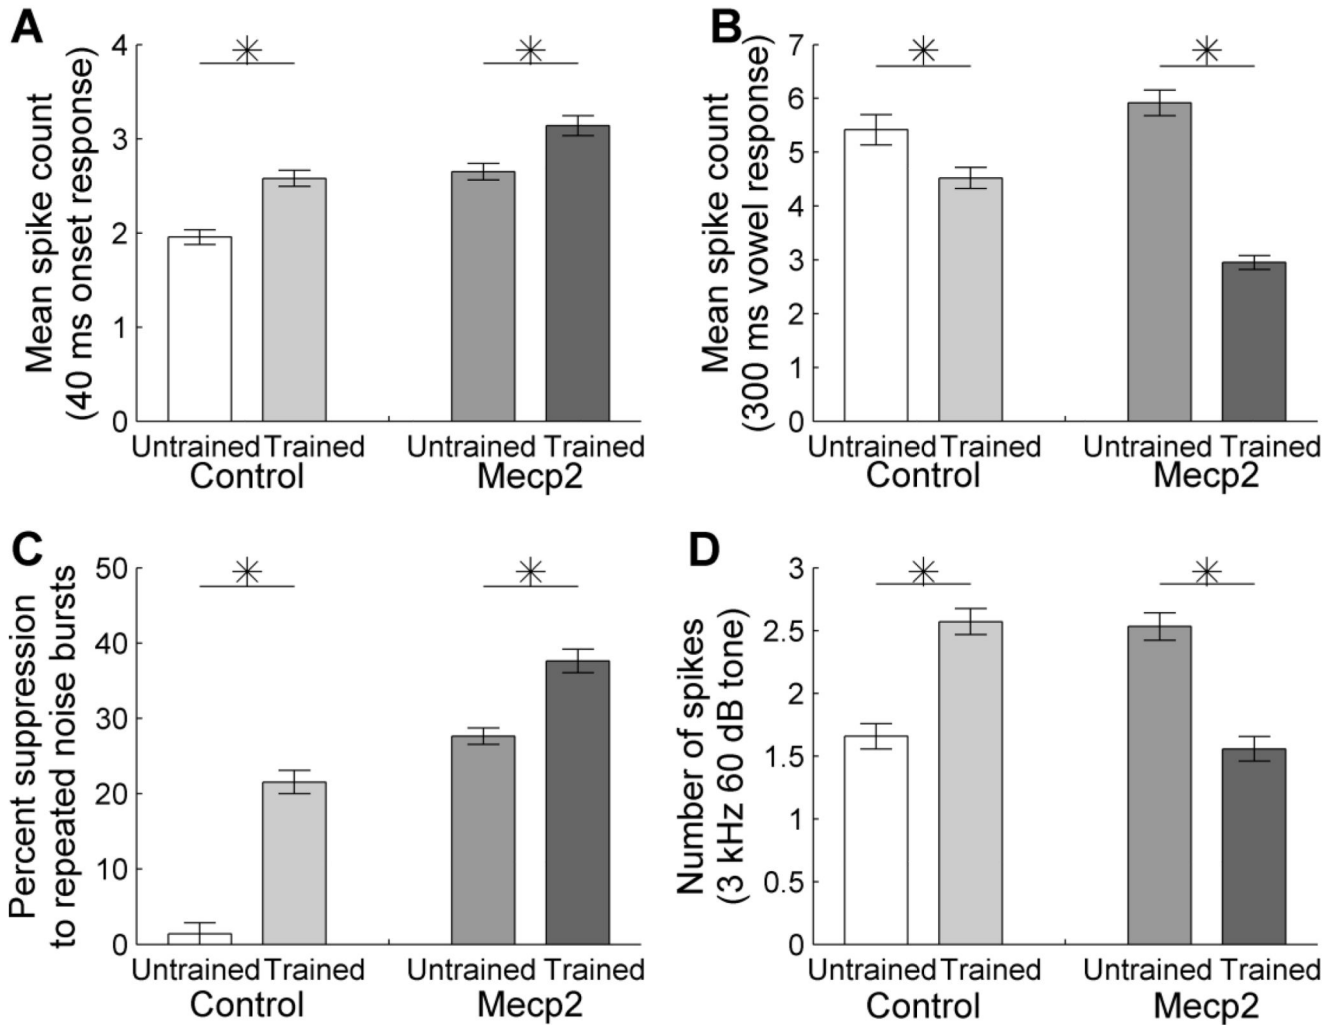 A
Mean spike count
(40 ms onset response)
4
3
2
1
0
Untrained Trained
Untrained Trained
Control
Mecp2
B
Mean spike count
(300 ms vowel response)
7
6
5
4
3
2
1
0
Untrained Trained
Untrained Trained
Control
Mecp2
C
Percent suppression
to repeated noise bursts
50
40
30
20
10
0
Untrained Trained
Untrained Trained
Control
Mecp2
D
Number of spikes
(3 kHz 60 dB tone)
3
2.5
2
1.5
1
0.5
0
Untrained Trained
Untrained Trained
Control
Mecp2